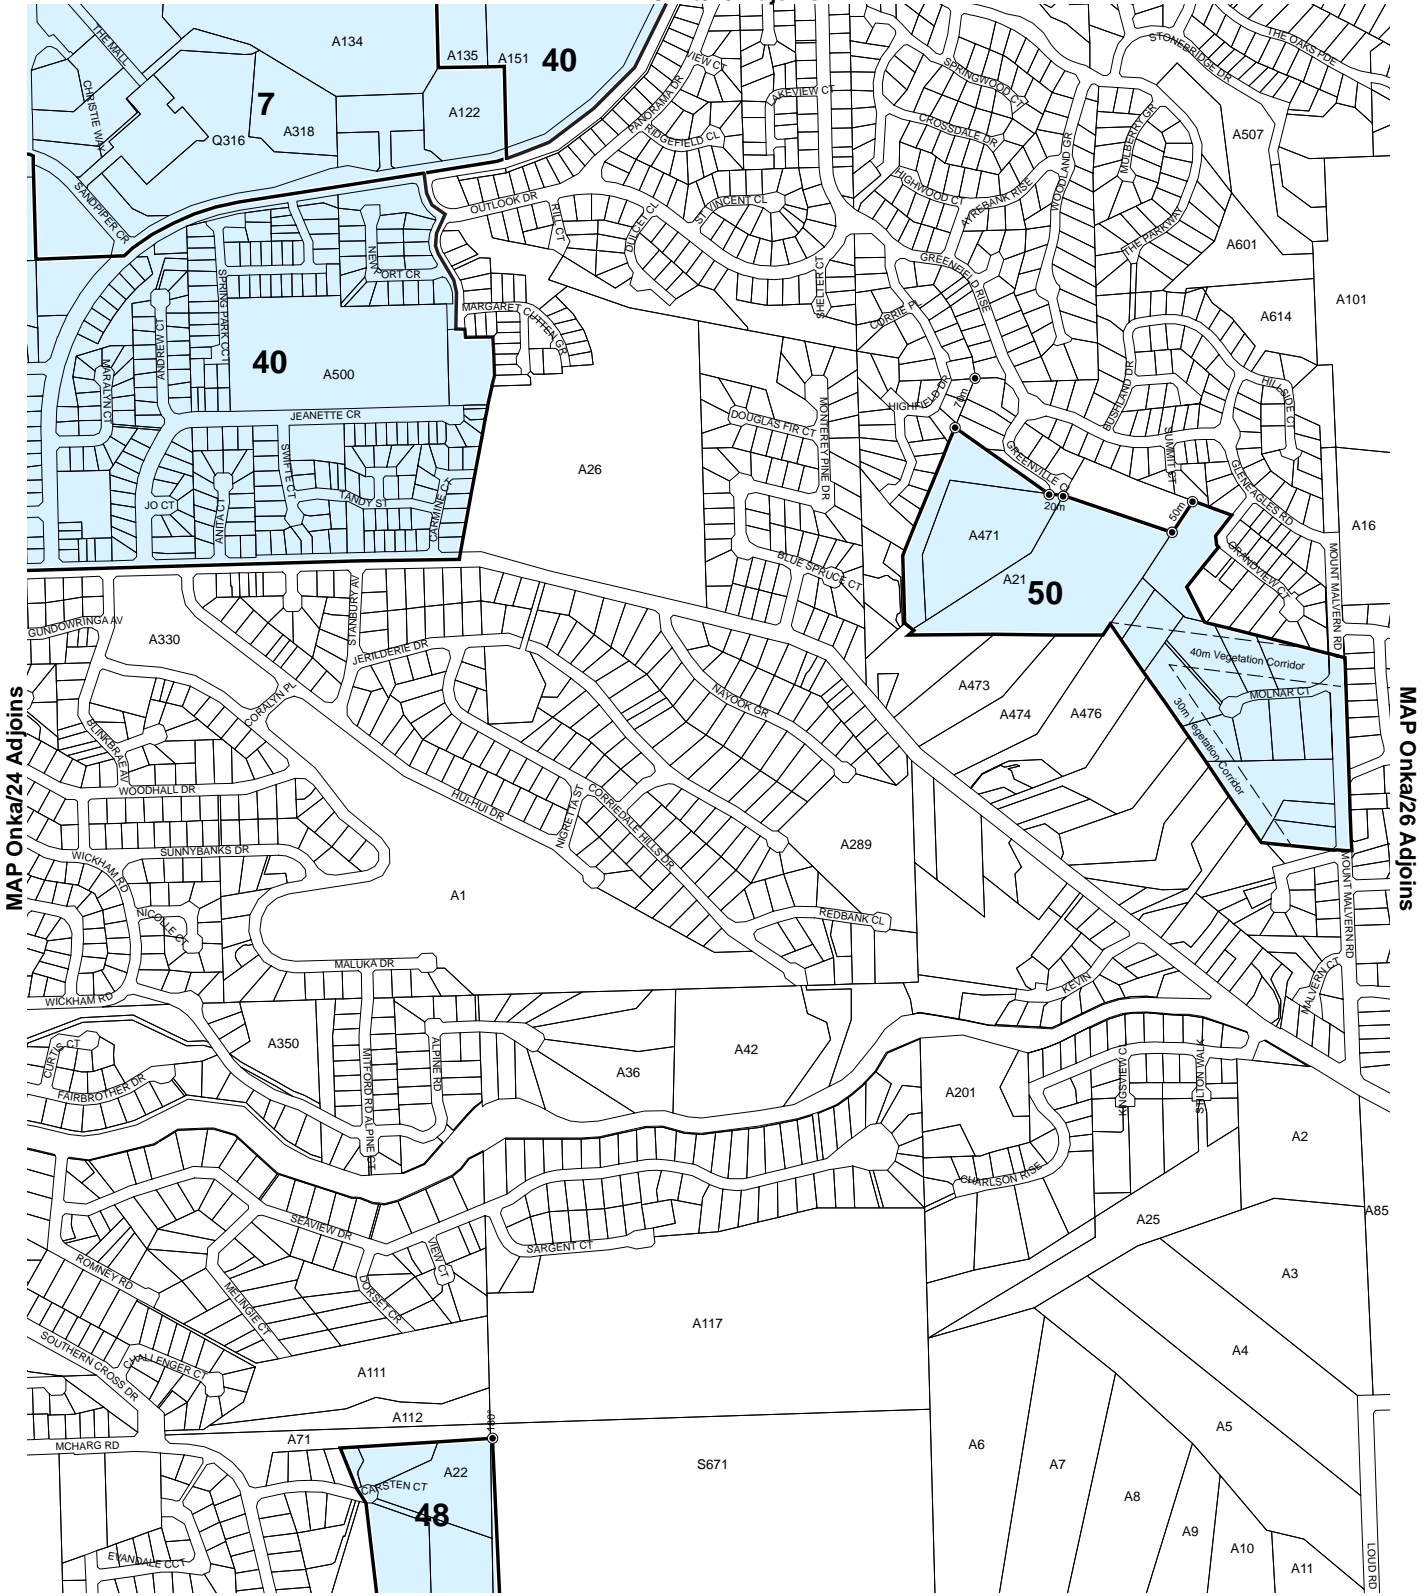 THE MALL
A134
A135
A151
40
VIEW CT
PANORAMA DR
LAKEVIEW CT
SPRINGWOOD CT
STONEBRIDGE DR
THE OAKS PDE
CHRISTIE WAY
7
A122
Q316
A318
RIDGEFIELD CL
CROSSDALE DR
MULBERRY GR
A507
WOODLAND GR
SANDPIPER CR
OUTLOOK DR
RILL CT
DULCET CL
ST VINCENT CL
HIGHWOOD CT
AYREBANK RISE
THE PARKWAY
A601
NEWPORT CR
SPRING PARK CCT
A26
SHELTER CT
GREENFIELD RISE
A101
MARGARET CUTTEN GR
CORRIE PL
A614
ANDREW CT
MARALYN CT
40
A500
HIGHFIELD DR
70m
BUSHLAND DR
HILLSIDE CT
JEANETTE CR
DOUGLAS FIR CT
MONTEREY PINE DR
SWIFTE CT
TANDY ST
CARMINE CT
JO CT
ANITA CT
A26
GREENVILLE C
20m
SUMMIT CT
50m
GLENEAGLES RD
A16
A471
A21
50
BLUE SPRUCE CT
GRANDVIEW CT
MOUNT MALVERN RD
GUNDOWRINGA AV
A330
STANBURY AV
JERILDERIE DR
40m Vegetation Corridor
MAP Onka/24 Adjoins
CORALYN PL
NAYOOK GR
A473
A474
A476
MOLNAR CT
30m Vegetation Corridor
MAP Onka/26 Adjoins
BLINKBRAE AV
WOODHALL DR
HUI-HUI DR
NIGRETTA ST
CORRIEDALE HILLS DR
A289
SUNNYBANKS DR
WICKHAM RD
NICOLLE CT
A1
REDBANK CL
MOUNT MALVERN RD
MALUKA DR
WICKHAM RD
KEVIN
MALVERN CT
CURTIS CT
A350
MITFORD RD
ALPINE RD
A36
A42
A201
KINGSVIEW C
STILTON WALK
FAIRBROTHER DR
ALPINE CT
A2
CHARLSON RISE
SEAVIEW DR
VIEW CT
SARGENT CT
A25
A85
ROMNEY RD
MELINGIE CT
DORSET CR
A3
A117
SOUTHERN CROSS DR
CHALLENGER CT
A111
A4
A112
A5
MCHARG RD
A71
180°
A22
CARSTEN CT
S671
A6
A7
48
A8
A9
A10
A11
EVANDALE CCT
LOUD RD